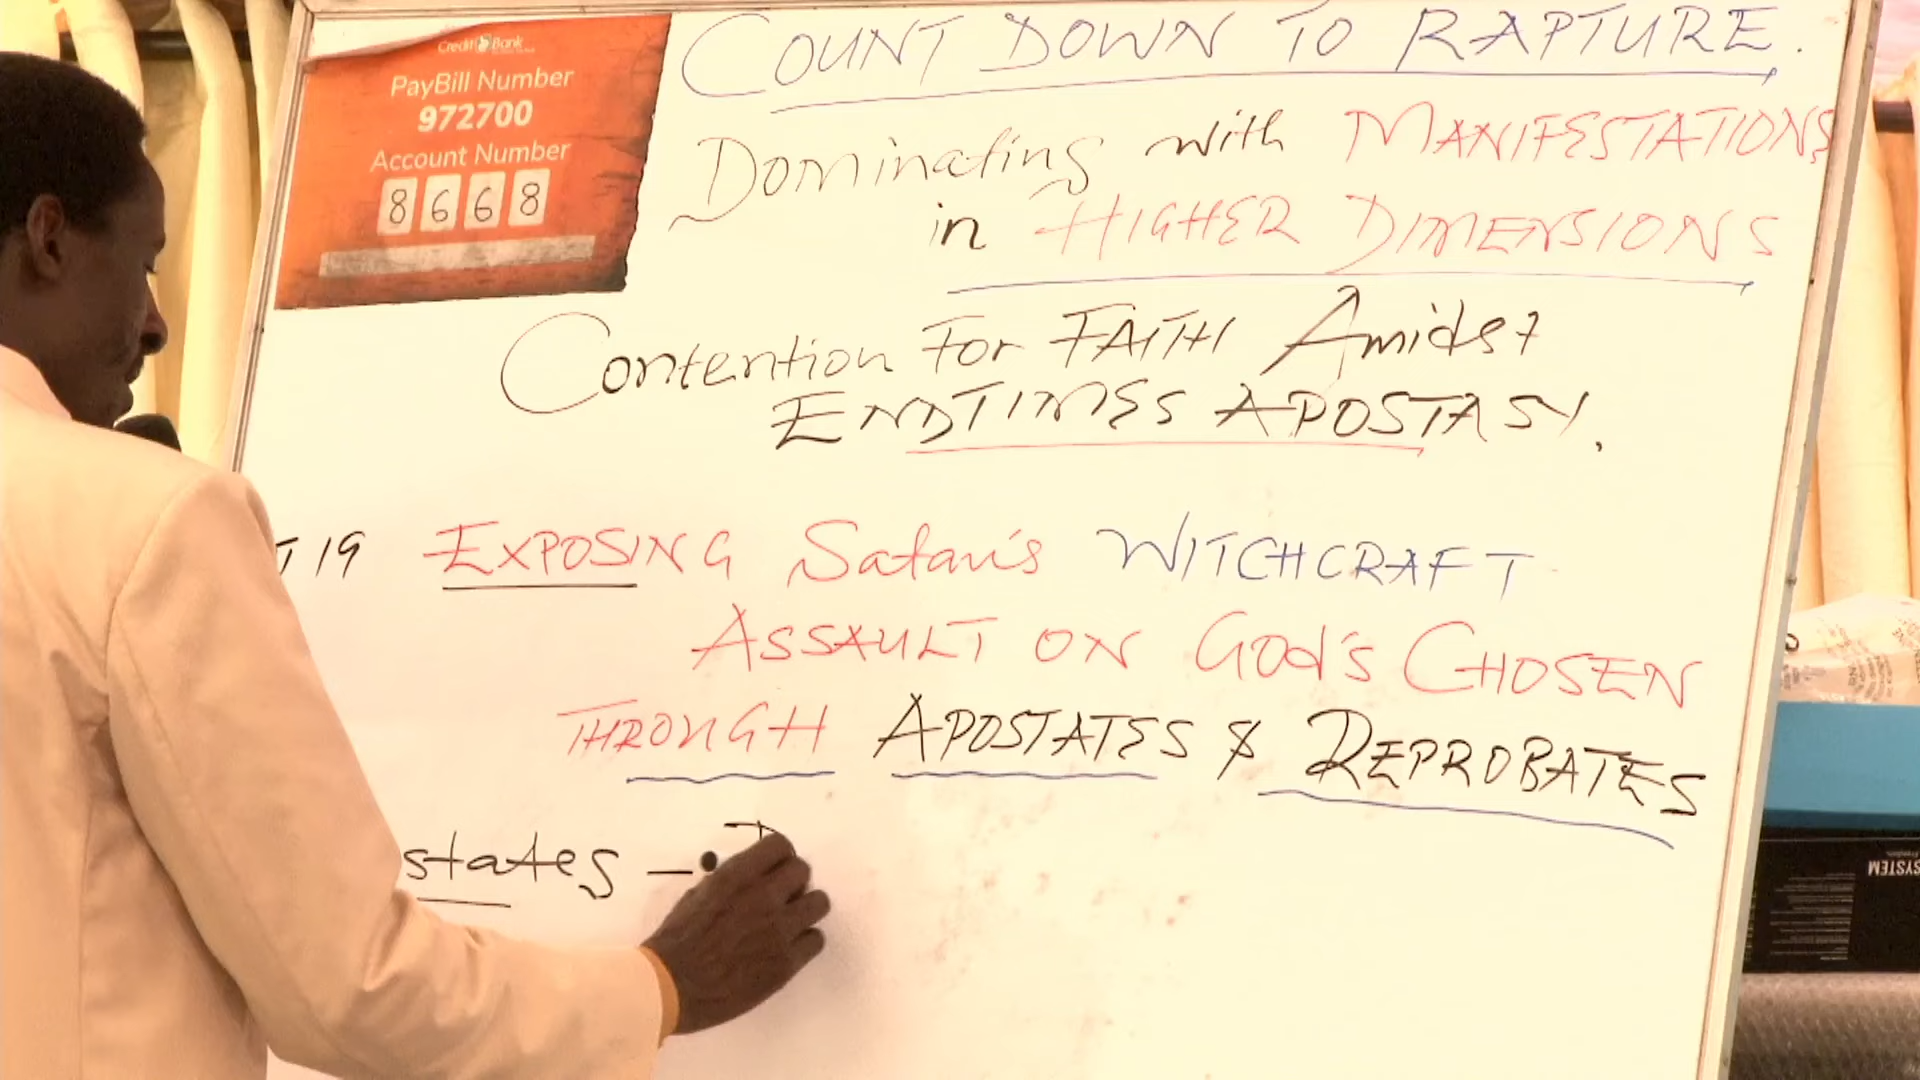 Credit Bank
PayBill Number
972700
Account Number
8668
COUNT DOWN TO RAPTURE.
Dominating with MANIFESTATIONS
in HIGHER DIMENSIONS
Contention For FAITH Amidst
ENDTIMES APOSTASY.
T 19 EXPOSING Satan's WITCHCRAFT
ASSAULT ON God's CHOSEN
THROUGH APOSTATES & REPROBATES
states -
SYSTEM